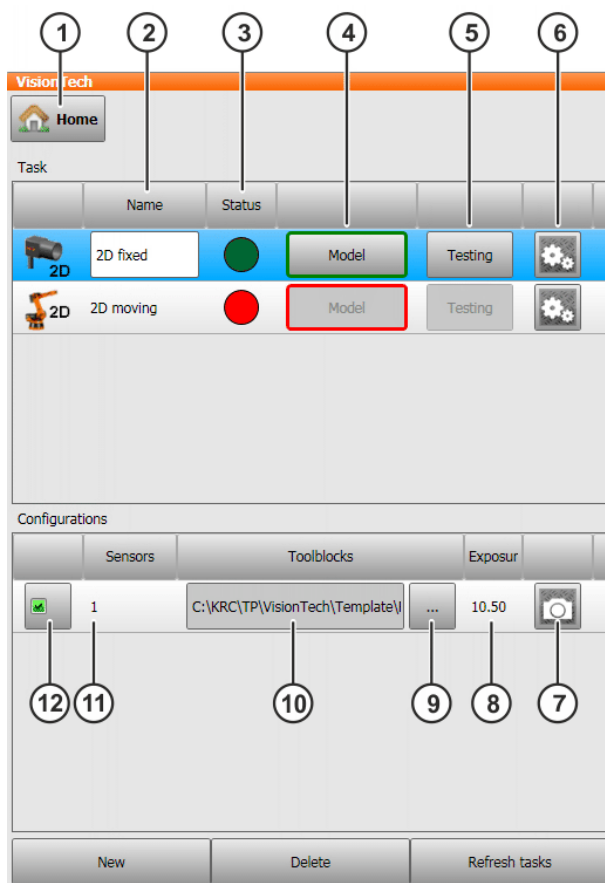 1 2 3 4 5 6
VisionTech
Home
Task
Name Status
2D 2D fixed Model Testing
2D 2D moving Model Testing
Configurations
Sensors Toolblocks Exposur
1 C:\KRC\TP\VisionTech\Template\I ... 10.50
12 11 10 9 8 7
New Delete Refresh tasks